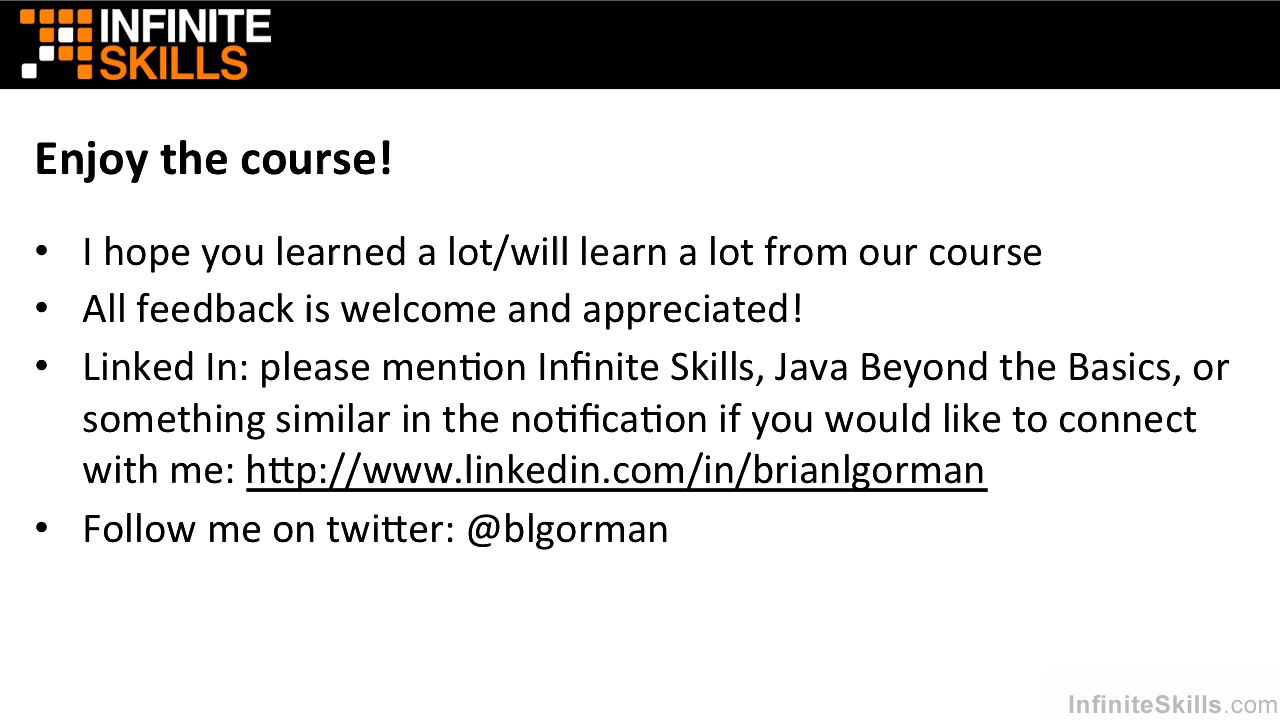 INFINITE
SKILLS
Enjoy the course!
• I hope you learned a lot/will learn a lot from our course
• All feedback is welcome and appreciated!
• Linked In: please mention Infinite Skills, Java Beyond the Basics, or
something similar in the notification if you would like to connect
with me: http://www.linkedin.com/in/brianlgorman
• Follow me on twitter: @blgorman
InfiniteSkills.com